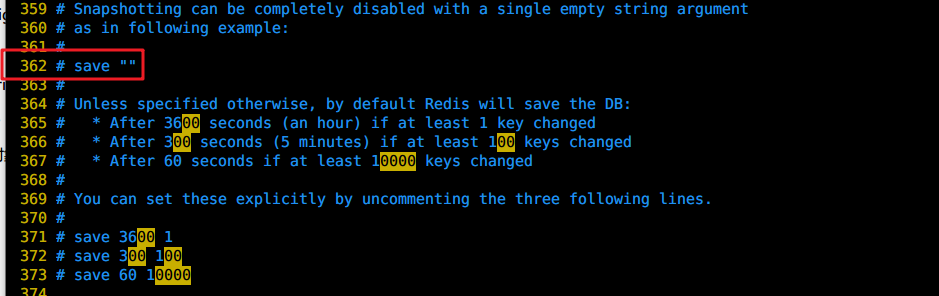 359 # Snapshotting can be completely disabled with a single empty string argument
360 # as in following example:
361 #
362 # save ""
363 #
364 # Unless specified otherwise, by default Redis will save the DB:
365 #   * After 3600 seconds (an hour) if at least 1 key changed
366 #   * After 300 seconds (5 minutes) if at least 100 keys changed
367 #   * After 60 seconds if at least 10000 keys changed
368 #
369 # You can set these explicitly by uncommenting the three following lines.
370 #
371 # save 3600 1
372 # save 300 100
373 # save 60 10000
374